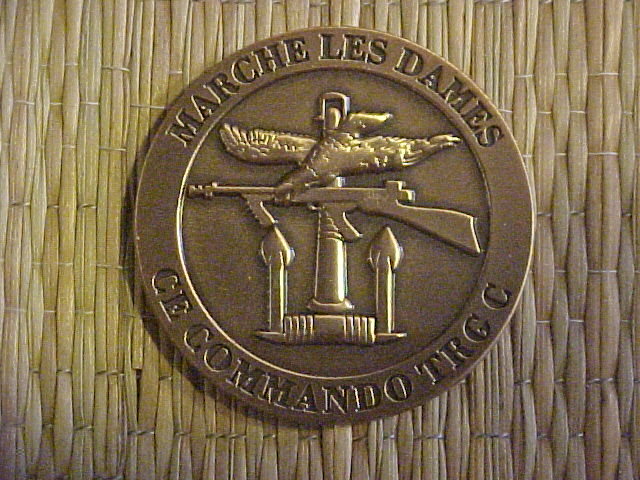 MARCHE LES DAMES
CE COMMANDO TRG C